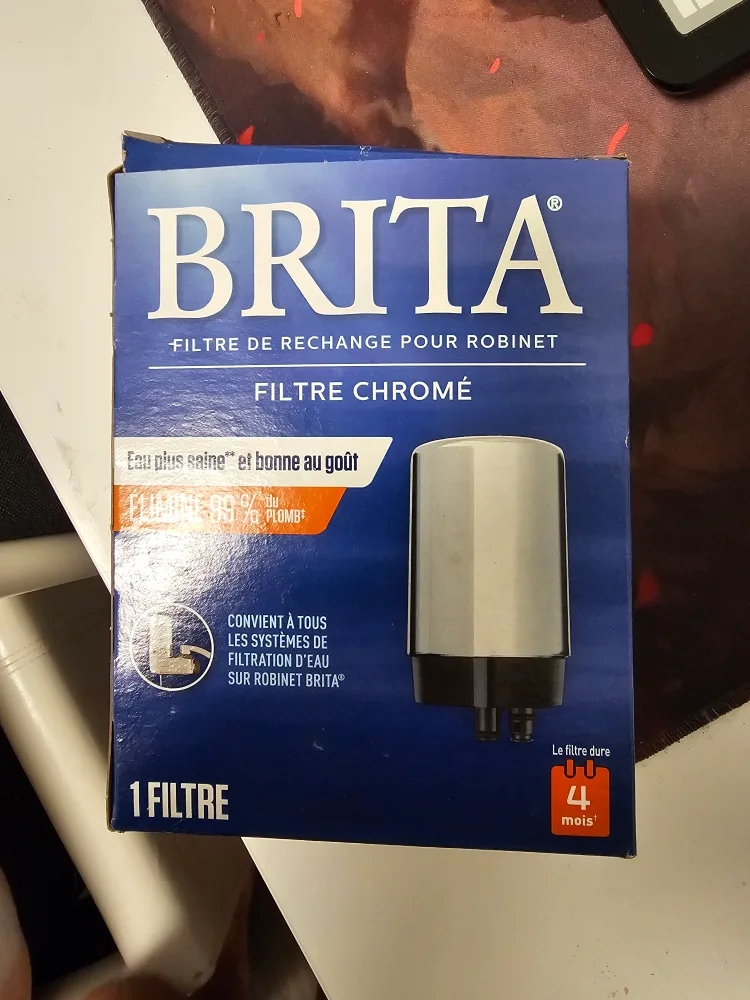 BRITA®
FILTRE DE RECHANGE POUR ROBINET
FILTRE CHROMÉ
Eau plus saine** et bonne au goût
ÉLIMINE 99 % du
PLOMB‡
CONVIENT À TOUS
LES SYSTÈMES DE
FILTRATION D'EAU
SUR ROBINET BRITA®
Le filtre dure
4
mois†
1 FILTRE